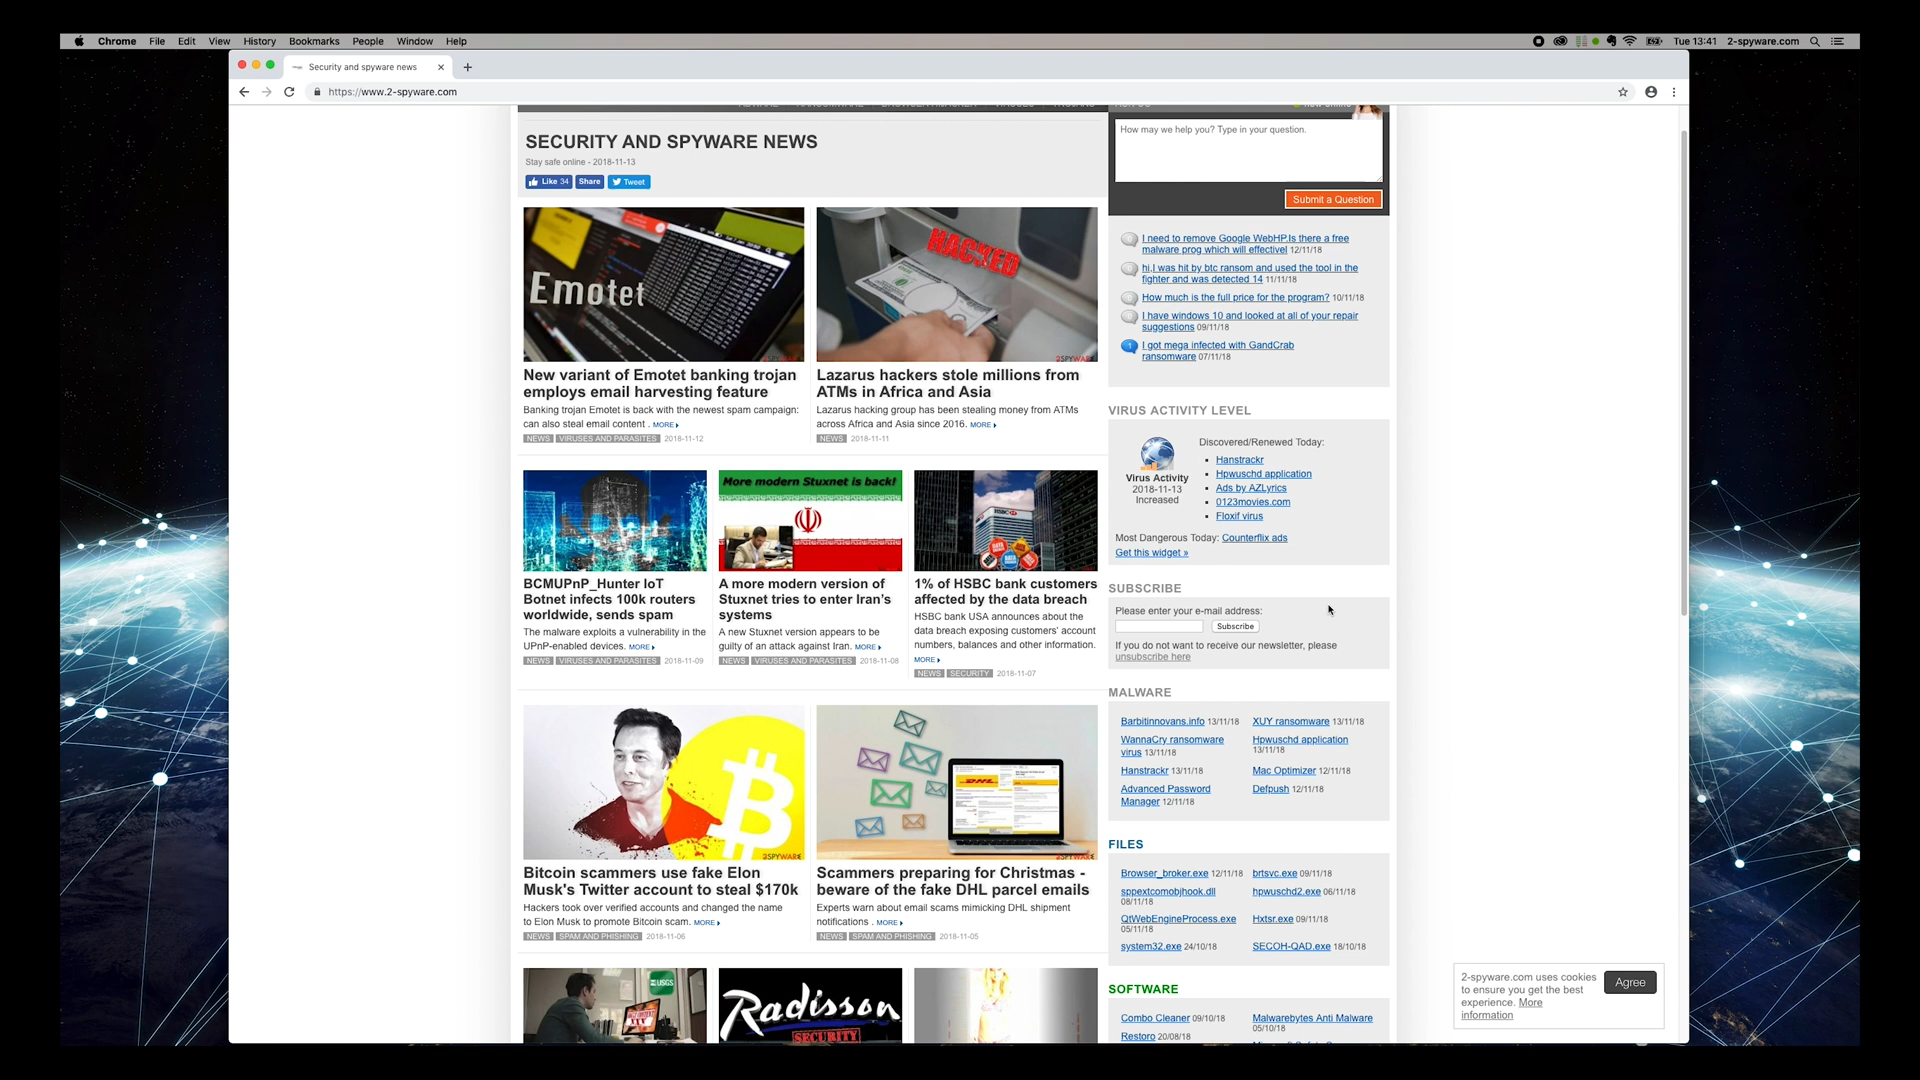 Chrome File Edit View History Bookmarks People Window Help
Tue 13:41 2-spyware.com
Security and spyware news
https://www.2-spyware.com
SECURITY AND SPYWARE NEWS
Stay safe online - 2018-11-13
Like 34 Share Tweet
How may we help you? Type in your question.
Submit a Question
Emotet
2SPYWARE
HACKED
2SPYWARE
New variant of Emotet banking trojan
employs email harvesting feature
Banking trojan Emotet is back with the newest spam campaign:
can also steal email content . MORE
NEWS VIRUSES AND PARASITES 2018-11-12
Lazarus hackers stole millions from
ATMs in Africa and Asia
Lazarus hacking group has been stealing money from ATMs
across Africa and Asia since 2016. MORE
NEWS 2018-11-11
I need to remove Google WebHP.Is there a free
malware prog which will effectivel 12/11/18
hi,I was hit by btc ransom and used the tool in the
fighter and was detected 14 11/11/18
How much is the full price for the program? 10/11/18
I have windows 10 and looked at all of your repair
suggestions 09/11/18
1 I got mega infected with GandCrab
ransomware 07/11/18
VIRUS ACTIVITY LEVEL
Virus Activity
2018-11-13
Increased
Discovered/Renewed Today:
Hanstrackr
Hpwuschd application
Ads by AZLyrics
0123movies.com
Floxif virus
Most Dangerous Today: Counterflix ads
Get this widget »
More modern Stuxnet is back!
BCMUPnP_Hunter IoT
Botnet infects 100k routers
worldwide, sends spam
The malware exploits a vulnerability in the
UPnP-enabled devices. MORE
NEWS VIRUSES AND PARASITES 2018-11-09
A more modern version of
Stuxnet tries to enter Iran's
systems
A new Stuxnet version appears to be
guilty of an attack against Iran. MORE
NEWS VIRUSES AND PARASITES 2018-11-08
1% of HSBC bank customers
affected by the data breach
HSBC bank USA announces about the
data breach exposing customers' account
numbers, balances and other information.
MORE
NEWS SECURITY 2018-11-07
SUBSCRIBE
Please enter your e-mail address:
Subscribe
If you do not want to receive our newsletter, please
unsubscribe here
MALWARE
Barbitinnovans.info 13/11/18
WannaCry ransomware
virus 13/11/18
Hanstrackr 13/11/18
Advanced Password
Manager 12/11/18
XUY ransomware 13/11/18
Hpwuschd application
13/11/18
Mac Optimizer 12/11/18
Defpush 12/11/18
2SPYWARE
DHL
2SPYWARE
Bitcoin scammers use fake Elon
Musk's Twitter account to steal $170k
Hackers took over verified accounts and changed the name
to Elon Musk to promote Bitcoin scam. MORE
NEWS SPAM AND PHISHING 2018-11-06
Scammers preparing for Christmas -
beware of the fake DHL parcel emails
Experts warn about email scams mimicking DHL shipment
notifications . MORE
NEWS SPAM AND PHISHING 2018-11-05
FILES
Browser_broker.exe 12/11/18
sppextcomobjhook.dll
08/11/18
QtWebEngineProcess.exe
05/11/18
system32.exe 24/10/18
brtsvc.exe 09/11/18
hpwuschd2.exe 06/11/18
Hxtsr.exe 09/11/18
SECOH-QAD.exe 18/10/18
SOFTWARE
Combo Cleaner 09/10/18
Restoro 20/08/18
Malwarebytes Anti Malware
05/10/18
USGS
Radisson
SECURITY
2-spyware.com uses cookies
to ensure you get the best
experience. More
information
Agree